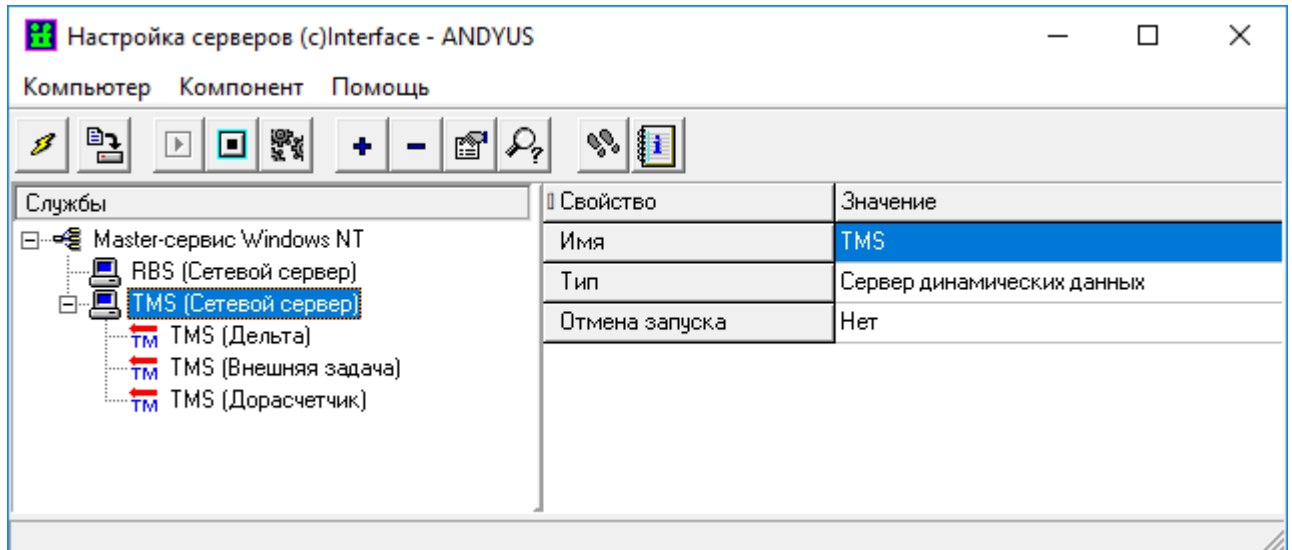 Настройка серверов (c)Interface - ANDYUS
Компьютер Компонент Помощь
Службы
Master-сервис Windows NT
RBS (Сетевой сервер)
TMS (Сетевой сервер)
TMS (Дельта)
TMS (Внешняя задача)
TMS (Дорасчетчик)
Свойство Значение
Имя TMS
Тип Сервер динамических данных
Отмена запуска Нет